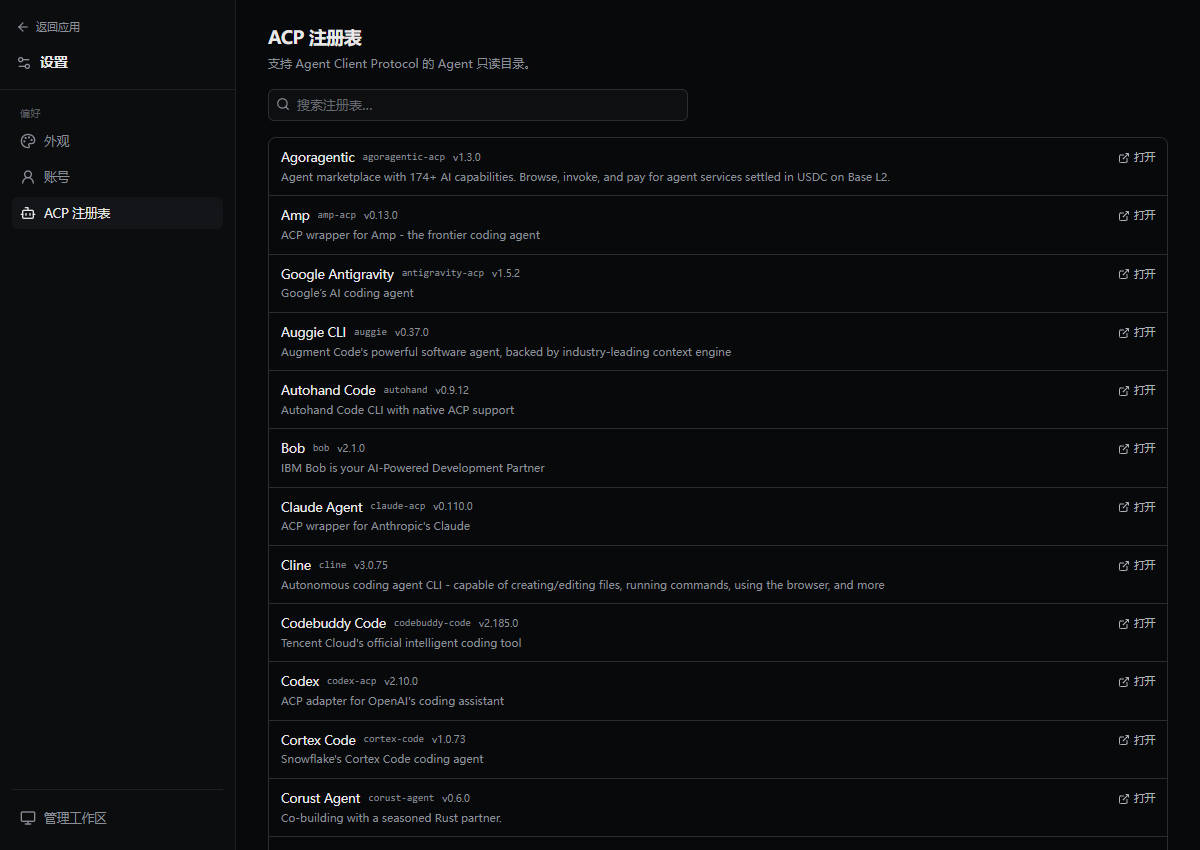 返回应用
设置
偏好
外观
账号
ACP 注册表
管理工作区
ACP 注册表
支持 Agent Client Protocol 的 Agent 只读目录。
搜索注册表...
Agoragentic agoragentic-acp v1.3.0 打开
Agent marketplace with 174+ AI capabilities. Browse, invoke, and pay for agent services settled in USDC on Base L2.
Amp amp-acp v0.13.0 打开
ACP wrapper for Amp - the frontier coding agent
Google Antigravity antigravity-acp v1.5.2 打开
Google's AI coding agent
Auggie CLI auggie v0.37.0 打开
Augment Code's powerful software agent, backed by industry-leading context engine
Autohand Code autohand v0.9.12 打开
Autohand Code CLI with native ACP support
Bob bob v2.1.0 打开
IBM Bob is your AI-Powered Development Partner
Claude Agent claude-acp v0.110.0 打开
ACP wrapper for Anthropic's Claude
Cline cline v3.0.75 打开
Autonomous coding agent CLI - capable of creating/editing files, running commands, using the browser, and more
Codebuddy Code codebuddy-code v2.185.0 打开
Tencent Cloud's official intelligent coding tool
Codex codex-acp v2.10.0 打开
ACP adapter for OpenAI's coding assistant
Cortex Code cortex-code v1.0.73 打开
Snowflake's Cortex Code coding agent
Corust Agent corust-agent v0.6.0 打开
Co-building with a seasoned Rust partner.